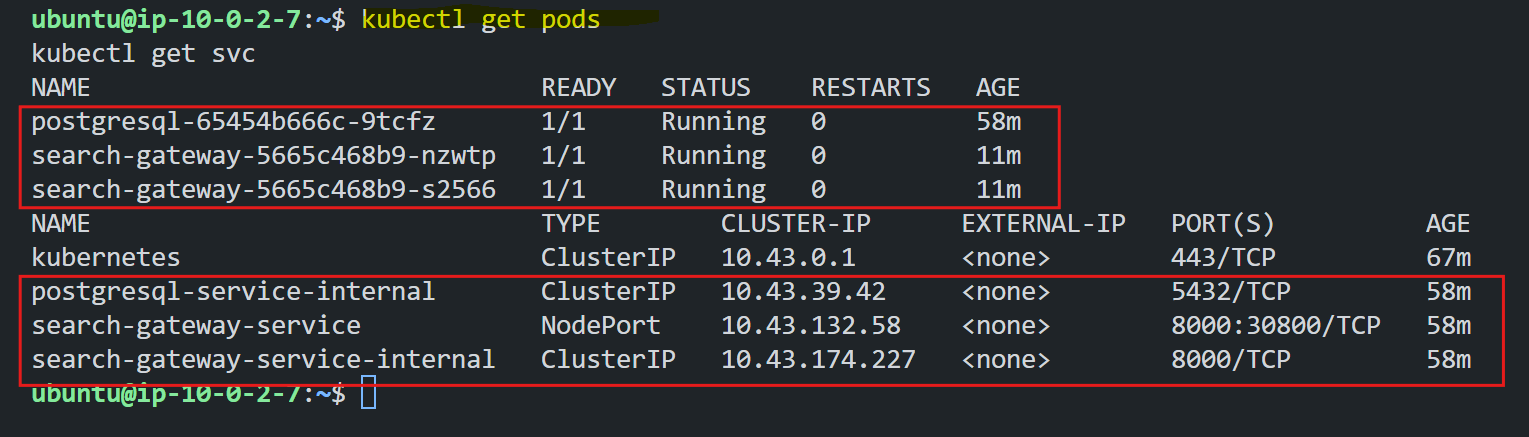 ubuntu@ip-10-0-2-7:~$ kubectl get pods
kubectl get svc
NAME READY STATUS RESTARTS AGE
postgresql-65454b666c-9tcfz 1/1 Running 0 58m
search-gateway-5665c468b9-nzwtp 1/1 Running 0 11m
search-gateway-5665c468b9-s2566 1/1 Running 0 11m
NAME TYPE CLUSTER-IP EXTERNAL-IP PORT(S) AGE
kubernetes ClusterIP 10.43.0.1 <none> 443/TCP 67m
postgresql-service-internal ClusterIP 10.43.39.42 <none> 5432/TCP 58m
search-gateway-service NodePort 10.43.132.58 <none> 8000:30800/TCP 58m
search-gateway-service-internal ClusterIP 10.43.174.227 <none> 8000/TCP 58m
ubuntu@ip-10-0-2-7:~$